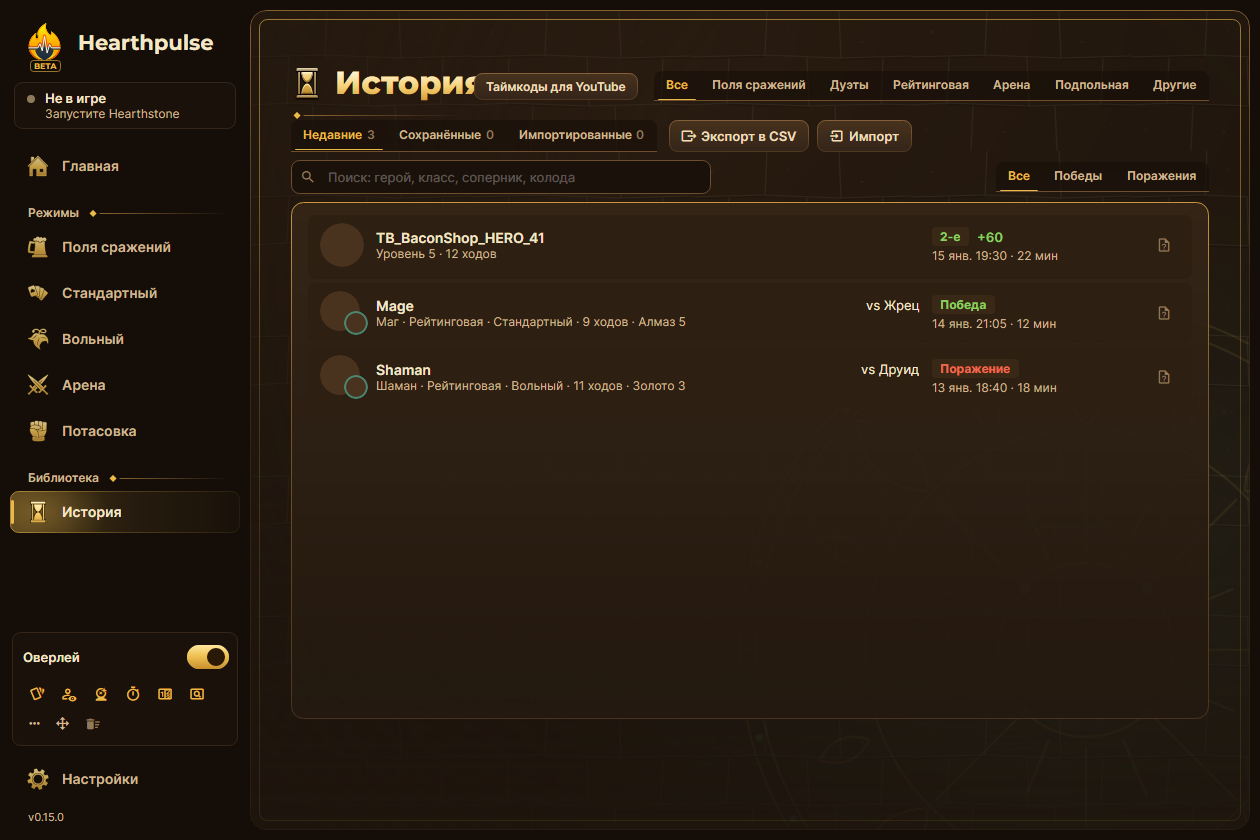 Hearthpulse
BETA
Не в игре
Запустите Hearthstone
Главная
Режимы
Поля сражений
Стандартный
Вольный
Арена
Потасовка
Библиотека
История
Оверлей
Настройки
v0.15.0
История
Таймкоды для YouTube
Все Поля сражений Дуэты Рейтинговая Арена Подпольная Другие
Недавние 3 Сохранённые 0 Импортированные 0
Экспорт в CSV Импорт
Поиск: герой, класс, соперник, колода
Все Победы Поражения
TB_BaconShop_HERO_41
Уровень 5 · 12 ходов
2-е +60
15 янв. 19:30 · 22 мин
Mage
Маг · Рейтинговая · Стандартный · 9 ходов · Алмаз 5
vs Жрец
Победа
14 янв. 21:05 · 12 мин
Shaman
Шаман · Рейтинговая · Вольный · 11 ходов · Золото 3
vs Друид
Поражение
13 янв. 18:40 · 18 мин